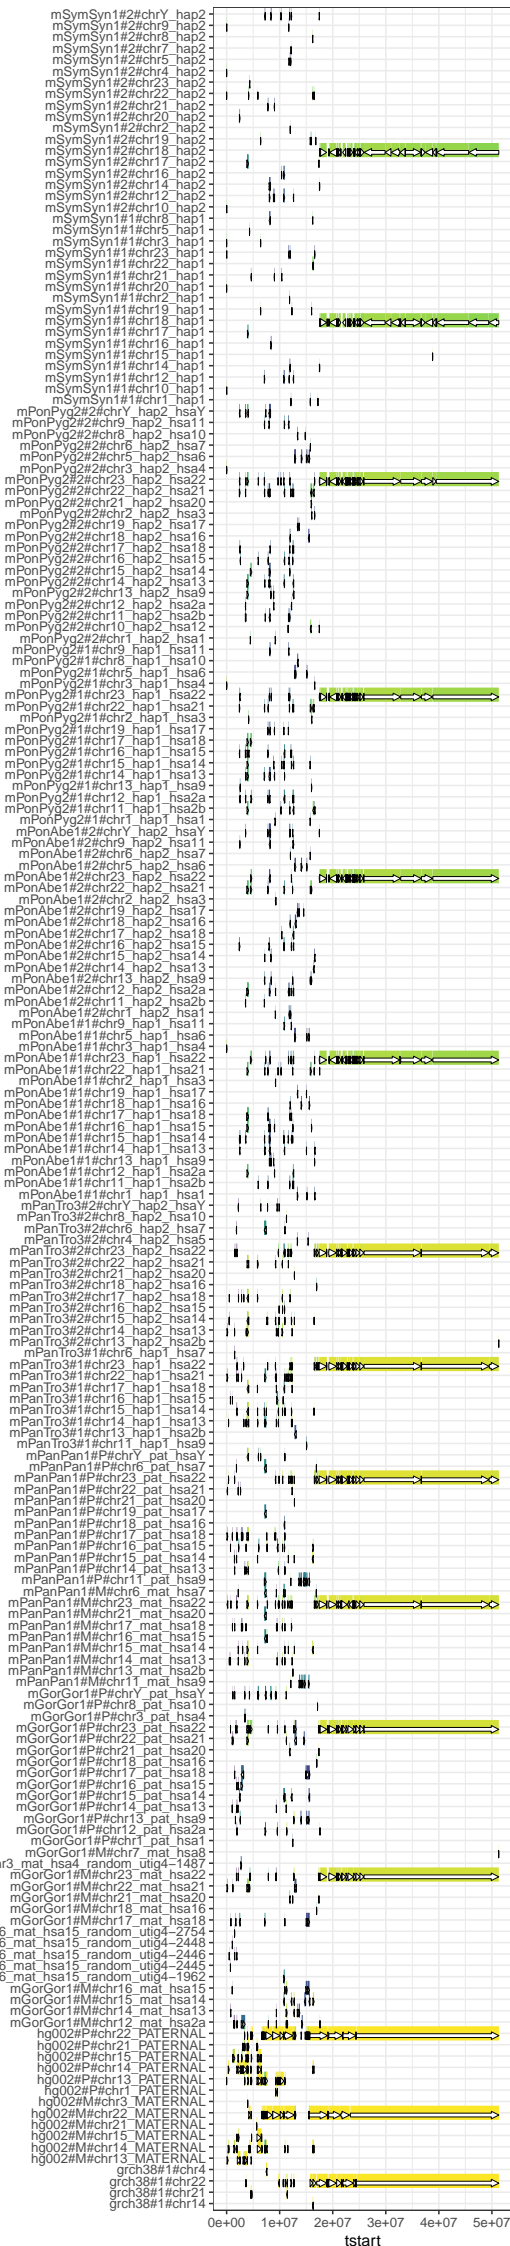 mSymSyn1#2#chrY_hap2
mSymSyn1#2#chr9_hap2
mSymSyn1#2#chr8_hap2
mSymSyn1#2#chr7_hap2
mSymSyn1#2#chr5_hap2
mSymSyn1#2#chr4_hap2
mSymSyn1#2#chr23_hap2
mSymSyn1#2#chr22_hap2
mSymSyn1#2#chr21_hap2
mSymSyn1#2#chr20_hap2
mSymSyn1#2#chr2_hap2
mSymSyn1#2#chr19_hap2
mSymSyn1#2#chr18_hap2
mSymSyn1#2#chr17_hap2
mSymSyn1#2#chr16_hap2
mSymSyn1#2#chr14_hap2
mSymSyn1#2#chr12_hap2
mSymSyn1#2#chr10_hap2
mSymSyn1#1#chr8_hap1
mSymSyn1#1#chr5_hap1
mSymSyn1#1#chr3_hap1
mSymSyn1#1#chr23_hap1
mSymSyn1#1#chr22_hap1
mSymSyn1#1#chr21_hap1
mSymSyn1#1#chr20_hap1
mSymSyn1#1#chr2_hap1
mSymSyn1#1#chr19_hap1
mSymSyn1#1#chr18_hap1
mSymSyn1#1#chr17_hap1
mSymSyn1#1#chr16_hap1
mSymSyn1#1#chr15_hap1
mSymSyn1#1#chr14_hap1
mSymSyn1#1#chr12_hap1
mSymSyn1#1#chr10_hap1
mSymSyn1#1#chr1_hap1
mPonPyg2#2#chrY_hap2_hsaY
mPonPyg2#2#chr9_hap2_hsa11
mPonPyg2#2#chr8_hap2_hsa10
mPonPyg2#2#chr6_hap2_hsa7
mPonPyg2#2#chr5_hap2_hsa6
mPonPyg2#2#chr3_hap2_hsa4
mPonPyg2#2#chr23_hap2_hsa22
mPonPyg2#2#chr22_hap2_hsa21
mPonPyg2#2#chr21_hap2_hsa20
mPonPyg2#2#chr2_hap2_hsa3
mPonPyg2#2#chr19_hap2_hsa17
mPonPyg2#2#chr18_hap2_hsa16
mPonPyg2#2#chr17_hap2_hsa18
mPonPyg2#2#chr16_hap2_hsa15
mPonPyg2#2#chr15_hap2_hsa14
mPonPyg2#2#chr14_hap2_hsa13
mPonPyg2#2#chr13_hap2_hsa9
mPonPyg2#2#chr12_hap2_hsa2a
mPonPyg2#2#chr11_hap2_hsa2b
mPonPyg2#2#chr10_hap2_hsa12
mPonPyg2#2#chr1_hap2_hsa1
mPonPyg2#1#chr9_hap1_hsa11
mPonPyg2#1#chr8_hap1_hsa10
mPonPyg2#1#chr5_hap1_hsa6
mPonPyg2#1#chr3_hap1_hsa4
mPonPyg2#1#chr23_hap1_hsa22
mPonPyg2#1#chr22_hap1_hsa21
mPonPyg2#1#chr2_hap1_hsa3
mPonPyg2#1#chr19_hap1_hsa17
mPonPyg2#1#chr17_hap1_hsa18
mPonPyg2#1#chr16_hap1_hsa15
mPonPyg2#1#chr15_hap1_hsa14
mPonPyg2#1#chr14_hap1_hsa13
mPonPyg2#1#chr13_hap1_hsa9
mPonPyg2#1#chr12_hap1_hsa2a
mPonPyg2#1#chr11_hap1_hsa2b
mPonPyg2#1#chr1_hap1_hsa1
mPonAbe1#2#chrY_hap2_hsaY
mPonAbe1#2#chr9_hap2_hsa11
mPonAbe1#2#chr6_hap2_hsa7
mPonAbe1#2#chr5_hap2_hsa6
mPonAbe1#2#chr23_hap2_hsa22
mPonAbe1#2#chr22_hap2_hsa21
mPonAbe1#2#chr2_hap2_hsa3
mPonAbe1#2#chr19_hap2_hsa17
mPonAbe1#2#chr18_hap2_hsa16
mPonAbe1#2#chr17_hap2_hsa18
mPonAbe1#2#chr16_hap2_hsa15
mPonAbe1#2#chr15_hap2_hsa14
mPonAbe1#2#chr14_hap2_hsa13
mPonAbe1#2#chr13_hap2_hsa9
mPonAbe1#2#chr12_hap2_hsa2a
mPonAbe1#2#chr11_hap2_hsa2b
mPonAbe1#2#chr1_hap2_hsa1
mPonAbe1#1#chr9_hap1_hsa11
mPonAbe1#1#chr5_hap1_hsa6
mPonAbe1#1#chr3_hap1_hsa4
mPonAbe1#1#chr23_hap1_hsa22
mPonAbe1#1#chr22_hap1_hsa21
mPonAbe1#1#chr2_hap1_hsa3
mPonAbe1#1#chr19_hap1_hsa17
mPonAbe1#1#chr18_hap1_hsa16
mPonAbe1#1#chr17_hap1_hsa18
mPonAbe1#1#chr16_hap1_hsa15
mPonAbe1#1#chr15_hap1_hsa14
mPonAbe1#1#chr14_hap1_hsa13
mPonAbe1#1#chr13_hap1_hsa9
mPonAbe1#1#chr12_hap1_hsa2a
mPonAbe1#1#chr11_hap1_hsa2b
mPonAbe1#1#chr1_hap1_hsa1
mPanTro3#2#chrY_hap2_hsaY
mPanTro3#2#chr8_hap2_hsa10
mPanTro3#2#chr6_hap2_hsa7
mPanTro3#2#chr4_hap2_hsa5
mPanTro3#2#chr23_hap2_hsa22
mPanTro3#2#chr22_hap2_hsa21
mPanTro3#2#chr21_hap2_hsa20
mPanTro3#2#chr18_hap2_hsa16
mPanTro3#2#chr17_hap2_hsa18
mPanTro3#2#chr16_hap2_hsa15
mPanTro3#2#chr15_hap2_hsa14
mPanTro3#2#chr14_hap2_hsa13
mPanTro3#2#chr13_hap2_hsa2b
mPanTro3#1#chr6_hap1_hsa7
mPanTro3#1#chr23_hap1_hsa22
mPanTro3#1#chr22_hap1_hsa21
mPanTro3#1#chr17_hap1_hsa18
mPanTro3#1#chr16_hap1_hsa15
mPanTro3#1#chr15_hap1_hsa14
mPanTro3#1#chr14_hap1_hsa13
mPanTro3#1#chr13_hap1_hsa2b
mPanTro3#1#chr11_hap1_hsa9
mPanPan1#P#chrY_pat_hsaY
mPanPan1#P#chr6_pat_hsa7
mPanPan1#P#chr23_pat_hsa22
mPanPan1#P#chr22_pat_hsa21
mPanPan1#P#chr21_pat_hsa20
mPanPan1#P#chr19_pat_hsa17
mPanPan1#P#chr18_pat_hsa16
mPanPan1#P#chr17_pat_hsa18
mPanPan1#P#chr16_pat_hsa15
mPanPan1#P#chr15_pat_hsa14
mPanPan1#P#chr14_pat_hsa13
mPanPan1#P#chr11_pat_hsa9
mPanPan1#M#chr6_mat_hsa7
mPanPan1#M#chr23_mat_hsa22
mPanPan1#M#chr21_mat_hsa20
mPanPan1#M#chr17_mat_hsa18
mPanPan1#M#chr16_mat_hsa15
mPanPan1#M#chr15_mat_hsa14
mPanPan1#M#chr14_mat_hsa13
mPanPan1#M#chr13_mat_hsa2b
mPanPan1#M#chr11_mat_hsa9
mGorGor1#P#chrY_pat_hsaY
mGorGor1#P#chr8_pat_hsa10
mGorGor1#P#chr3_pat_hsa4
mGorGor1#P#chr23_pat_hsa22
mGorGor1#P#chr22_pat_hsa21
mGorGor1#P#chr21_pat_hsa20
mGorGor1#P#chr18_pat_hsa16
mGorGor1#P#chr17_pat_hsa18
mGorGor1#P#chr16_pat_hsa15
mGorGor1#P#chr15_pat_hsa14
mGorGor1#P#chr14_pat_hsa13
mGorGor1#P#chr13_pat_hsa9
mGorGor1#P#chr12_pat_hsa2a
mGorGor1#P#chr1_pat_hsa1
mGorGor1#M#chr7_mat_hsa8
r3_mat_hsa4_random_utig4−1487
mGorGor1#M#chr23_mat_hsa22
mGorGor1#M#chr22_mat_hsa21
mGorGor1#M#chr21_mat_hsa20
mGorGor1#M#chr18_mat_hsa16
mGorGor1#M#chr17_mat_hsa18
6_mat_hsa15_random_utig4−2754
6_mat_hsa15_random_utig4−2448
6_mat_hsa15_random_utig4−2446
6_mat_hsa15_random_utig4−2445
6_mat_hsa15_random_utig4−1962
mGorGor1#M#chr16_mat_hsa15
mGorGor1#M#chr15_mat_hsa14
mGorGor1#M#chr14_mat_hsa13
mGorGor1#M#chr12_mat_hsa2a
hg002#P#chr22_PATERNAL
hg002#P#chr21_PATERNAL
hg002#P#chr15_PATERNAL
hg002#P#chr14_PATERNAL
hg002#P#chr13_PATERNAL
hg002#P#chr1_PATERNAL
hg002#M#chr3_MATERNAL
hg002#M#chr22_MATERNAL
hg002#M#chr21_MATERNAL
hg002#M#chr15_MATERNAL
hg002#M#chr14_MATERNAL
hg002#M#chr13_MATERNAL
grch38#1#chr4
grch38#1#chr22
grch38#1#chr21
grch38#1#chr14
0e+00 1e+07 2e+07 3e+07 4e+07 5e+07
tstart